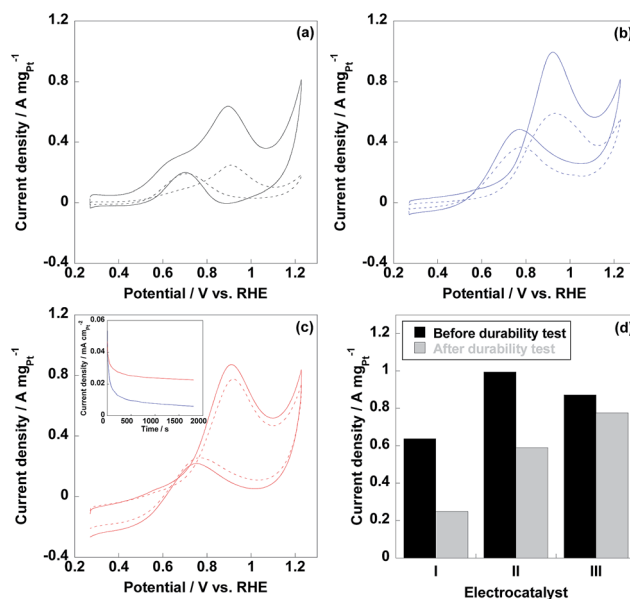 (a)
Current density / A mg_Pt^-1
1.2
0.8
0.4
0
-0.4
0.2 0.4 0.6 0.8 1 1.2
Potential / V vs. RHE
(b)
Current density / A mg_Pt^-1
1.2
0.8
0.4
0
-0.4
0.2 0.4 0.6 0.8 1 1.2
Potential / V vs. RHE
(c)
Current density / A mg_Pt^-1
1.2
0.8
0.4
0
-0.4
0.2 0.4 0.6 0.8 1 1.2
Potential / V vs. RHE
Current density / mA cm_Pt^-2
0.06
0.04
0.02
0
0 500 1000 1500 2000
Time / s
(d)
Before durability test
After durability test
Current density / A mg_Pt^-1
1.2
1
0.8
0.6
0.4
0.2
0
I II III
Electrocatalyst